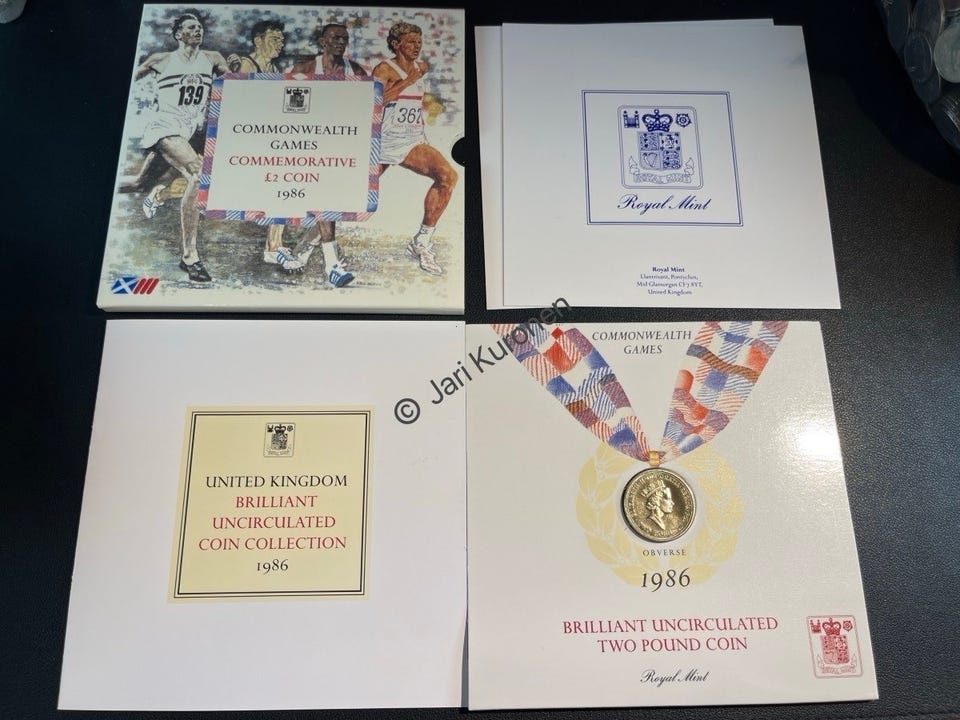 139
362
COMMONWEALTH
GAMES
COMMEMORATIVE
£2 COIN
1986
ROYAL MINT
Royal Mint
Royal Mint
Llantrisant, Pontyclun,
Mid Glamorgan CF7 8YT,
United Kingdom
© Jari Kuronen
UNITED KINGDOM
BRILLIANT
UNCIRCULATED
COIN COLLECTION
1986
COMMONWEALTH
GAMES
OBVERSE
1986
BRILLIANT UNCIRCULATED
TWO POUND COIN
Royal Mint